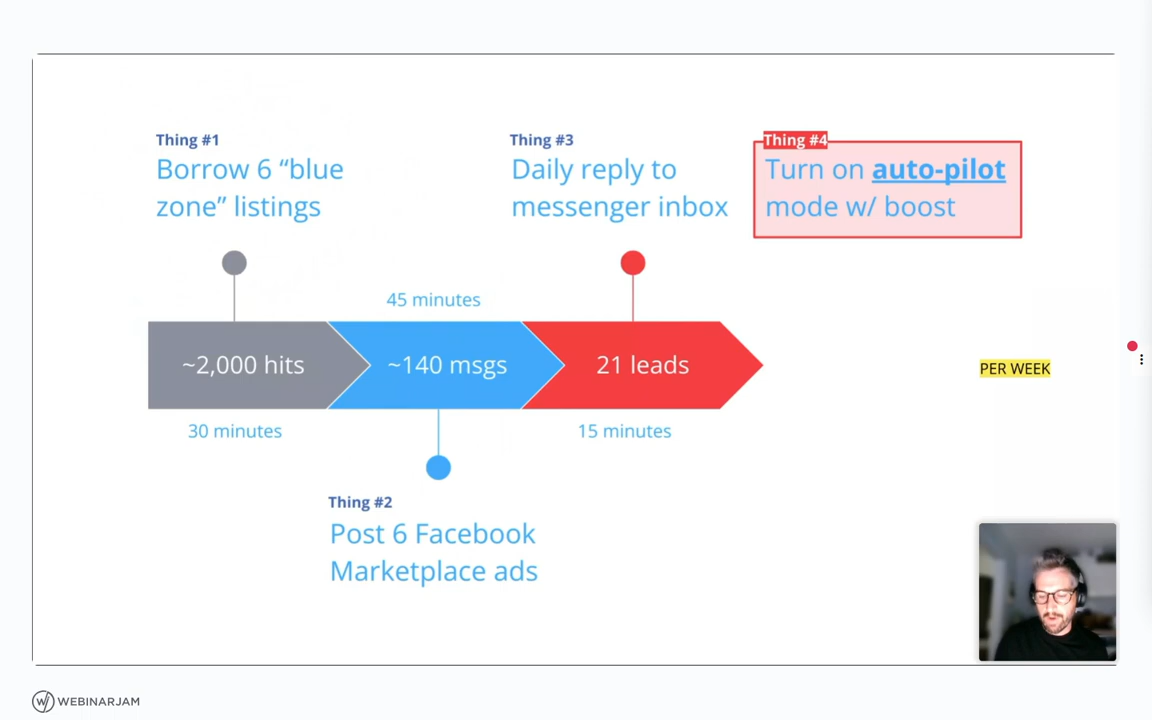 Thing #1
Borrow 6 “blue
zone” listings
Thing #3
Daily reply to
messenger inbox
Thing #4
Turn on auto-pilot
mode w/ boost
45 minutes
~2,000 hits
~140 msgs
21 leads
PER WEEK
30 minutes
15 minutes
Thing #2
Post 6 Facebook
Marketplace ads
WEBINARJAM